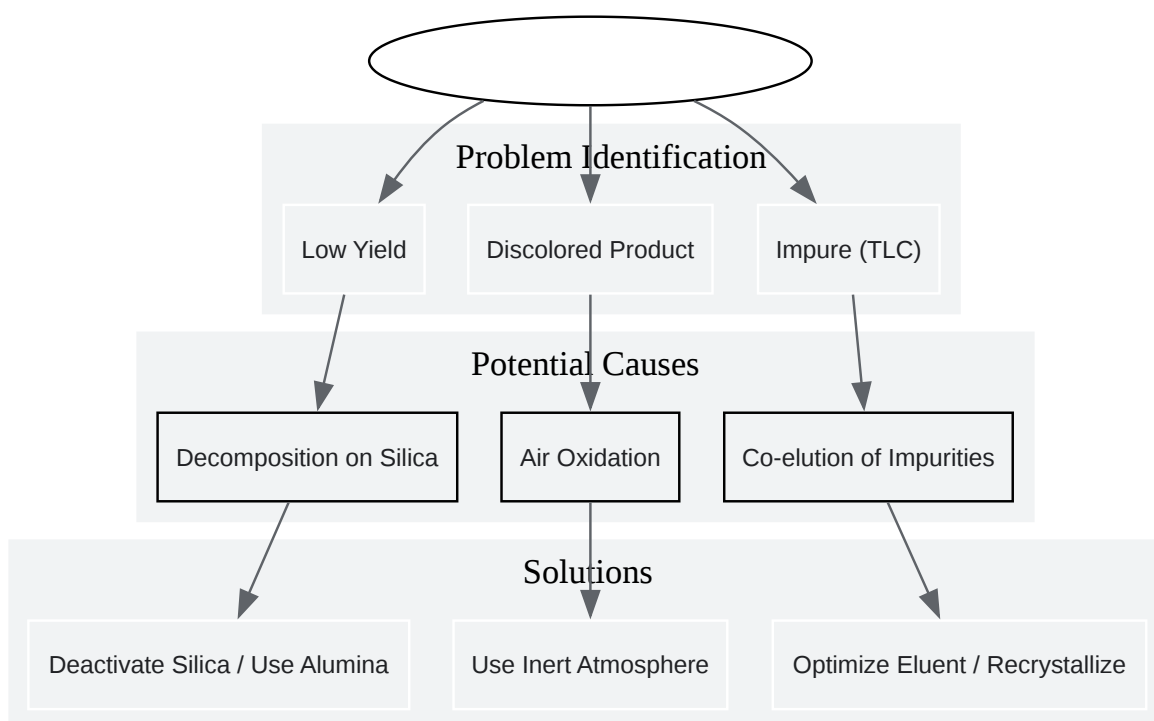 Problem Identification
Low Yield
Discolored Product
Impure (TLC)
Potential Causes
Decomposition on Silica
Air Oxidation
Co-elution of Impurities
Solutions
Deactivate Silica / Use Alumina
Use Inert Atmosphere
Optimize Eluent / Recrystallize